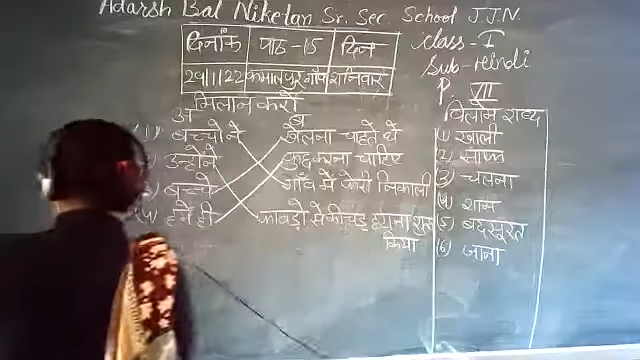 Adarsh Bal Niketan Sr. Sec. School J.J.N.
दिनाँक पाठ-15 दिन
29/1/22 कमालपुर गाँव शनिवार
class-I
Sub-Hindi
P. VII
मिलान करो
अ ब
(1) बच्चों ने खेलना चाहते थे
उन्होंने कुछ करना चाहिए
बच्चे गाँव में फेरी निकाली
(4) हमें ही फावड़ो से कीचड़ हटाना शुरू
किया
विलोम शब्द
(1) खाली
(2) साफ
(3) चलना
(4) शाम
(5) बदसूरत
(6) जाना